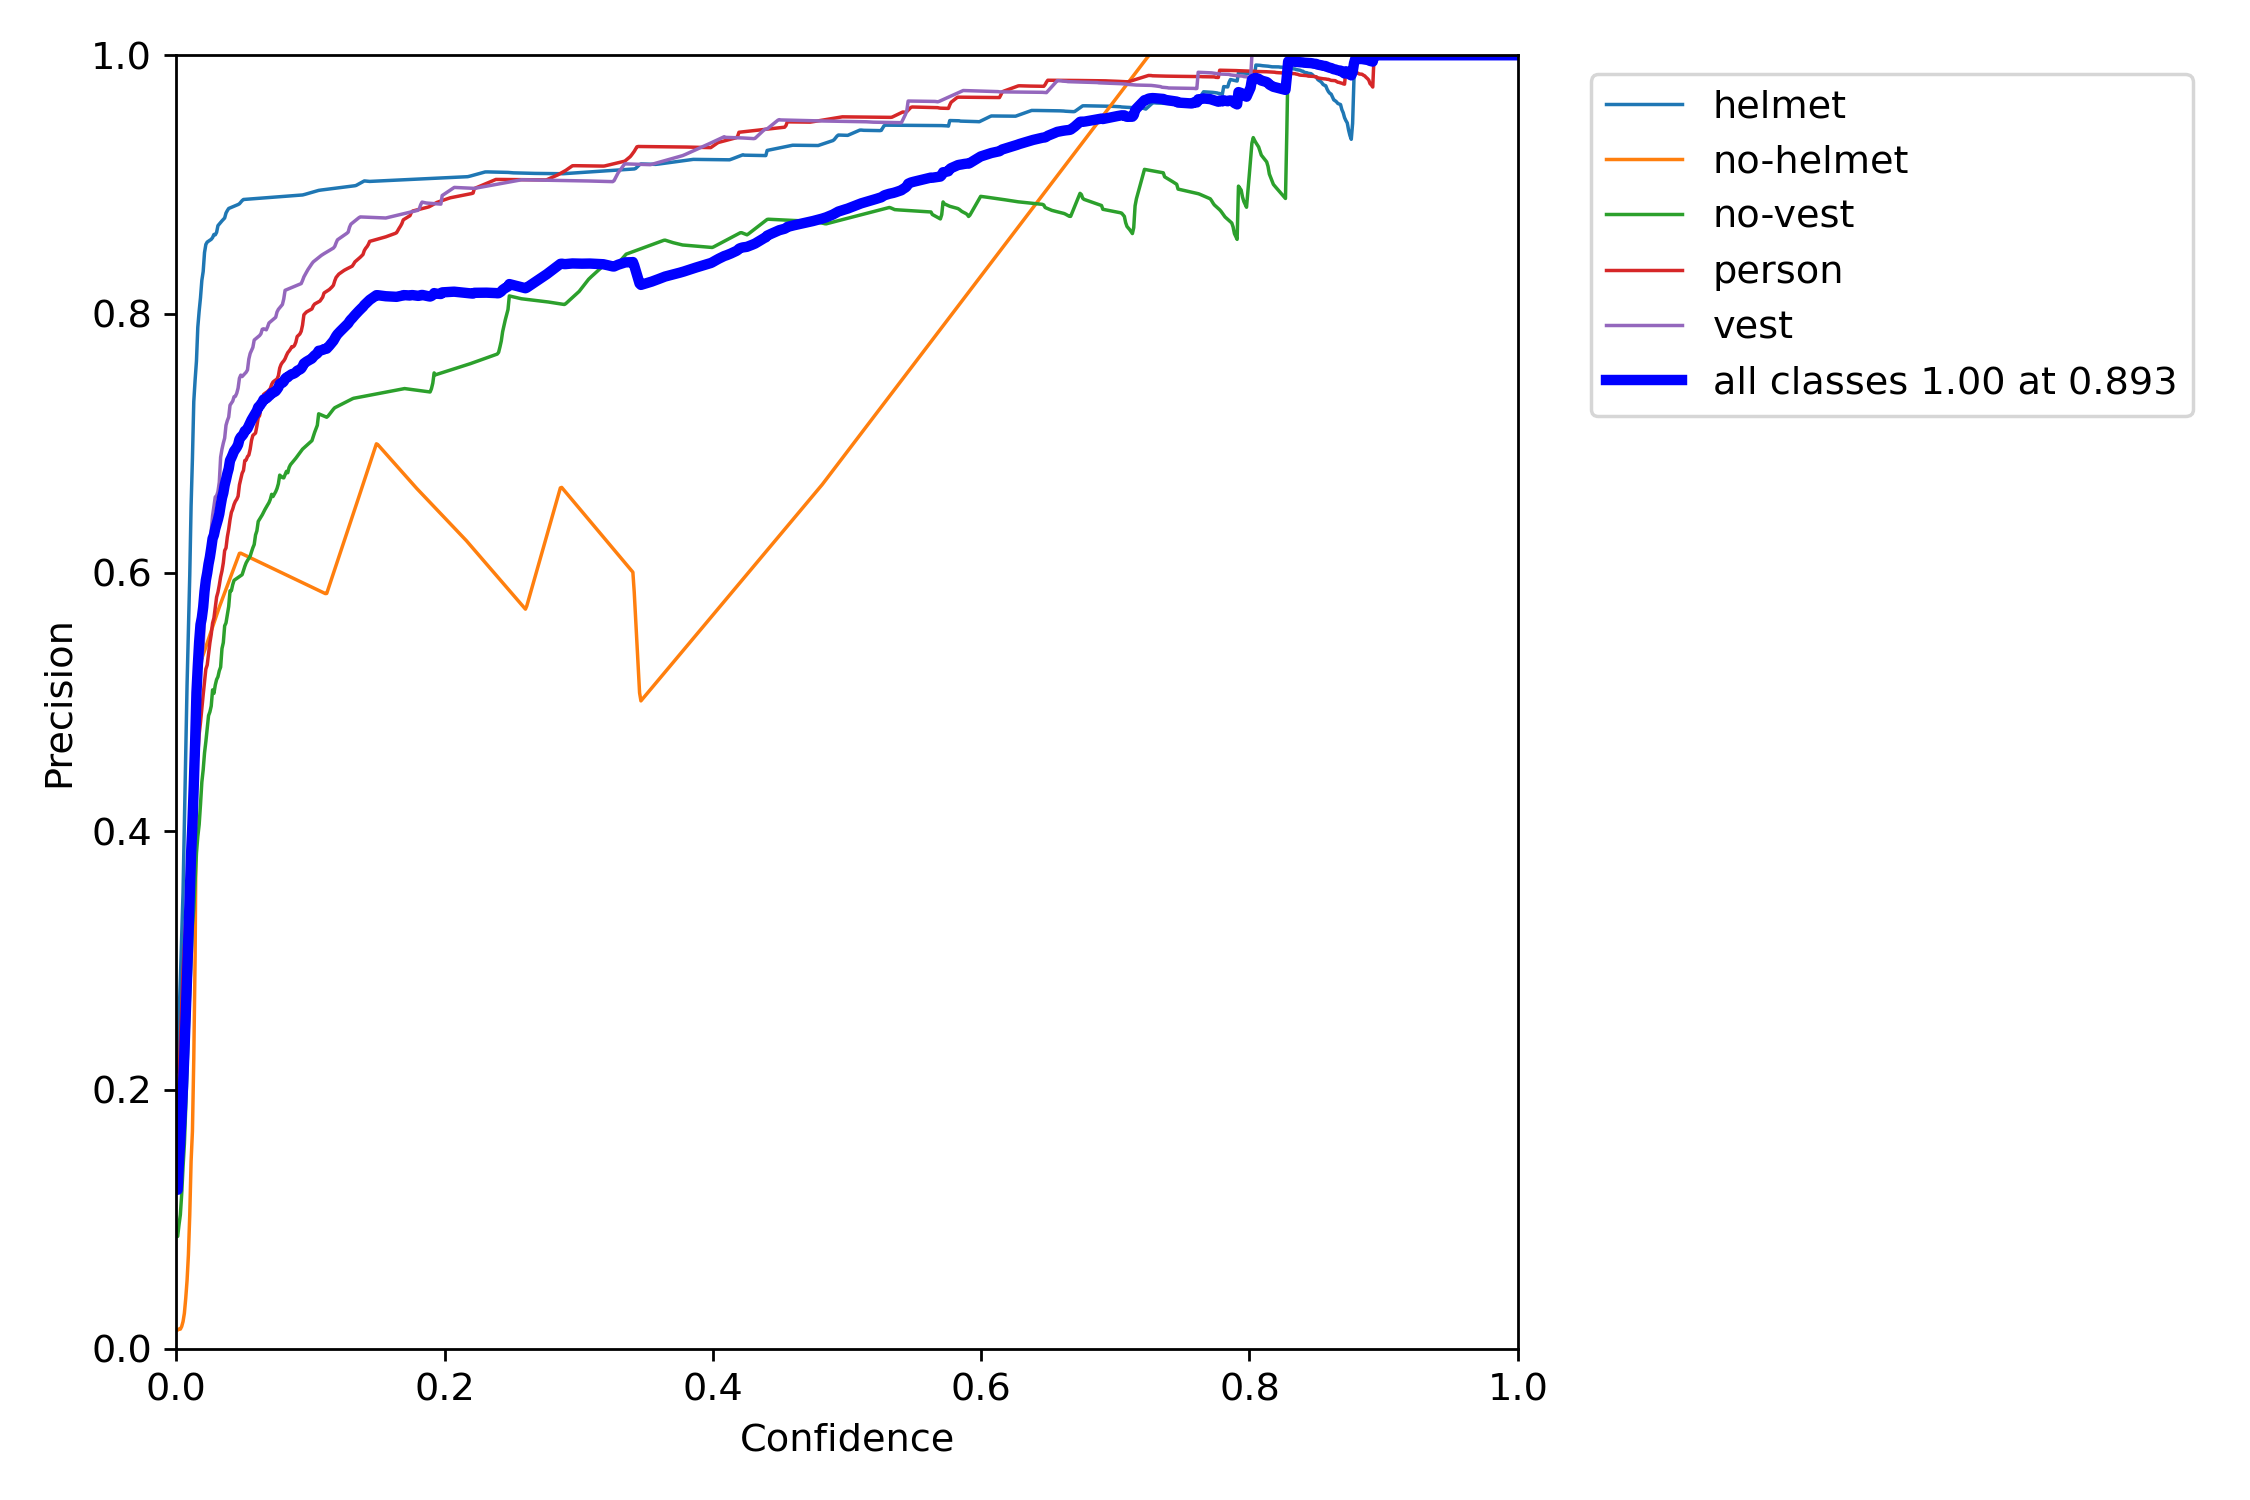 1.0
0.8
0.6
0.4
0.2
0.0
Precision
0.0 0.2 0.4 0.6 0.8 1.0
Confidence
helmet
no-helmet
no-vest
person
vest
all classes 1.00 at 0.893